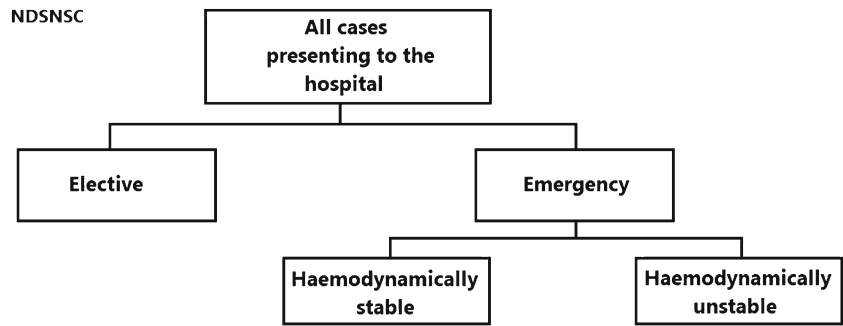 NDSNSC
All cases
presenting to the
hospital
Elective
Emergency
Haemodynamically
stable
Haemodynamically
unstable